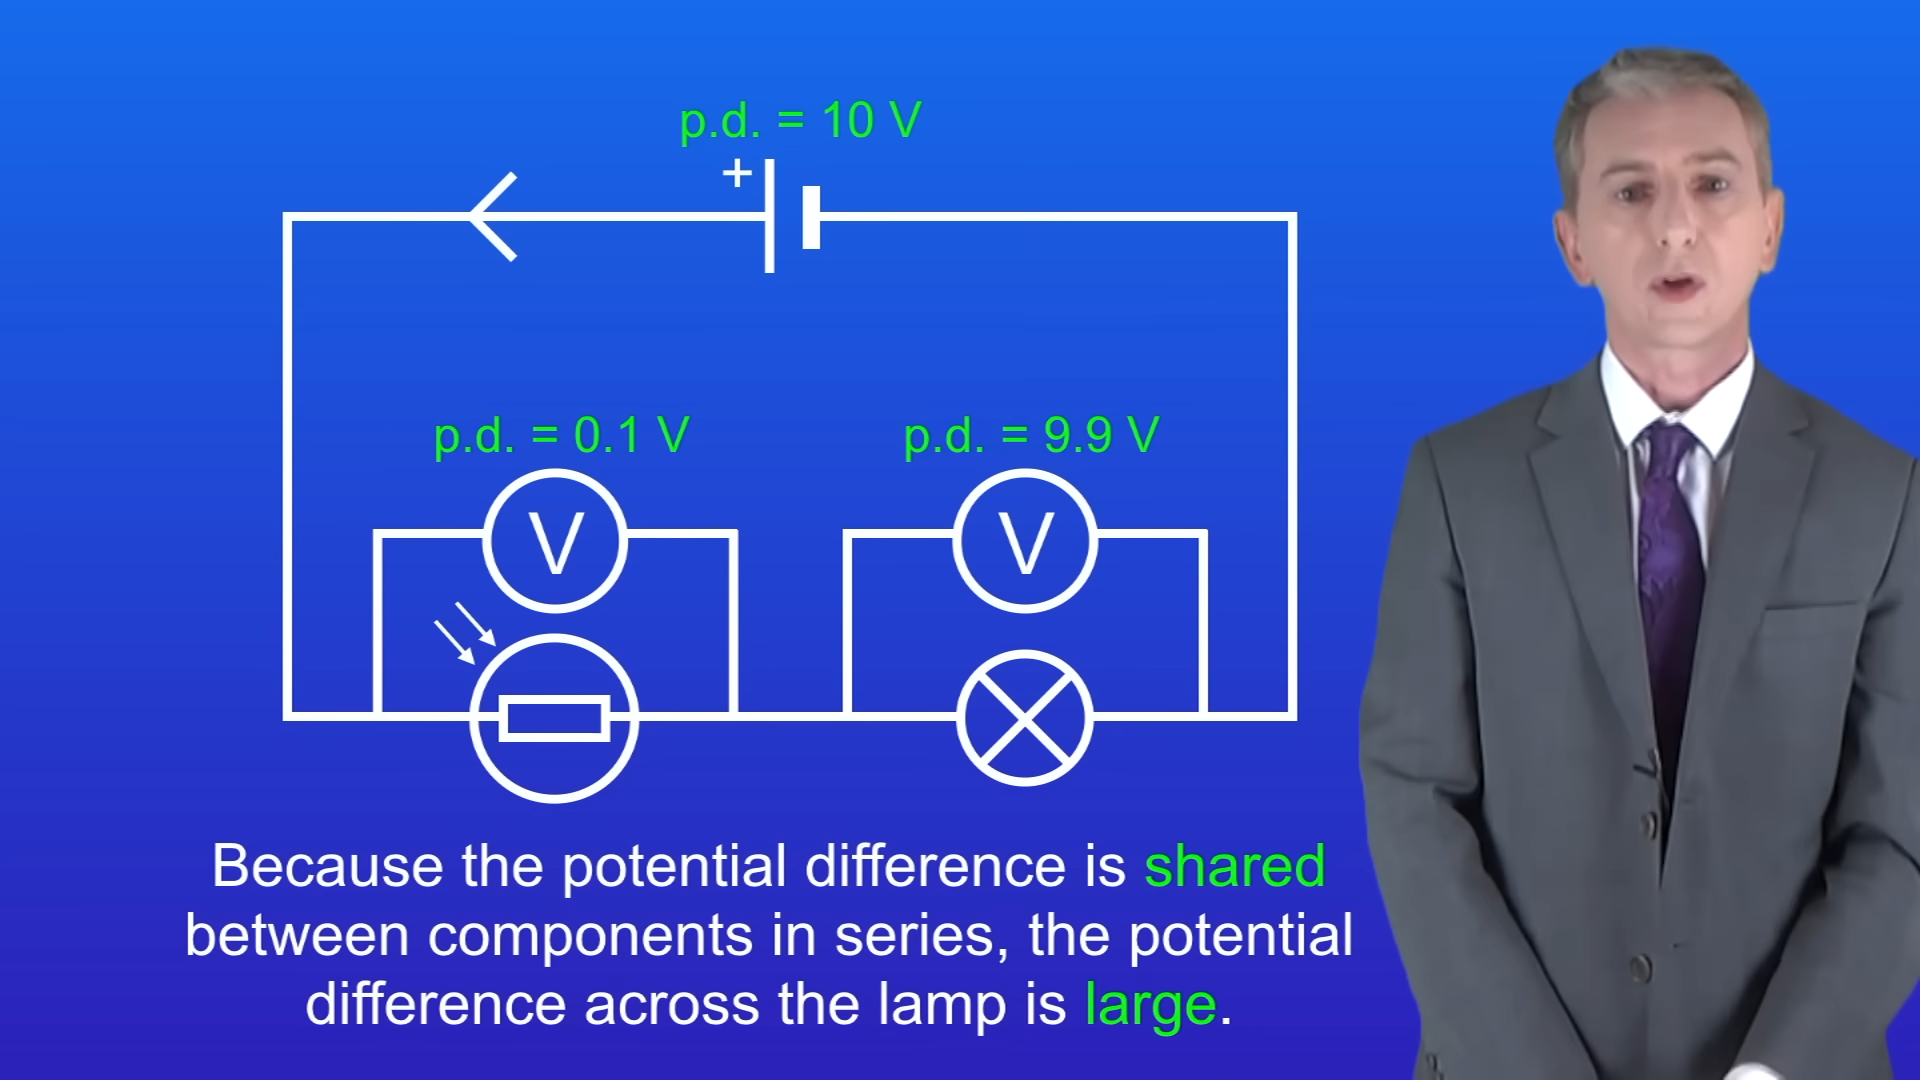 p.d. = 10 V
+
p.d. = 0.1 V
p.d. = 9.9 V
V
V
Because the potential difference is shared
between components in series, the potential
difference across the lamp is large.